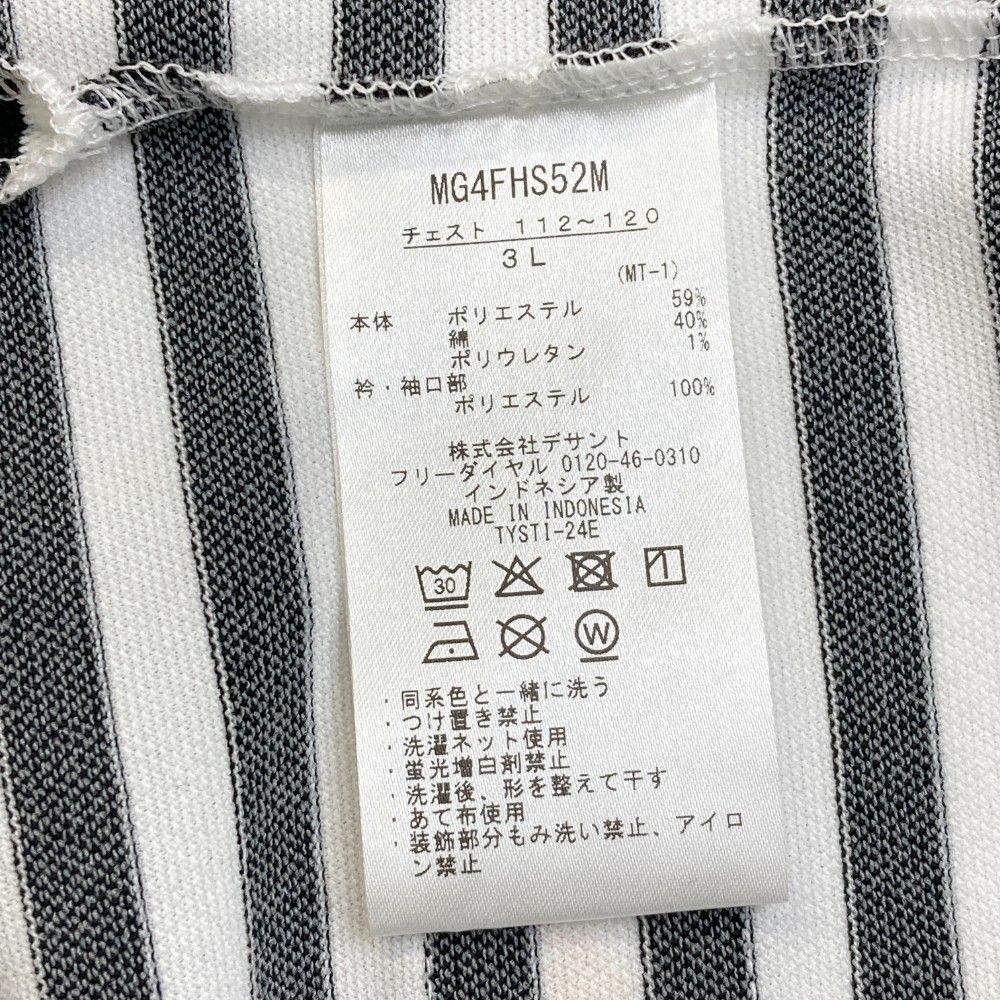 MG4FHS52M
チェスト 112～120
3L
(MT-1)
本体 ポリエステル 59%
綿 40%
ポリウレタン 1%
衿・袖口部
ポリエステル 100%
株式会社デサント
フリーダイヤル 0120-46-0310
インドネシア製
MADE IN INDONESIA
TYSTI-24E
30
W
・同系色と一緒に洗う
・つけ置き禁止
・洗濯ネット使用
・蛍光増白剤禁止
・洗濯後、形を整えて干す
・あて布使用
・装飾部分もみ洗い禁止、アイロ
ン禁止